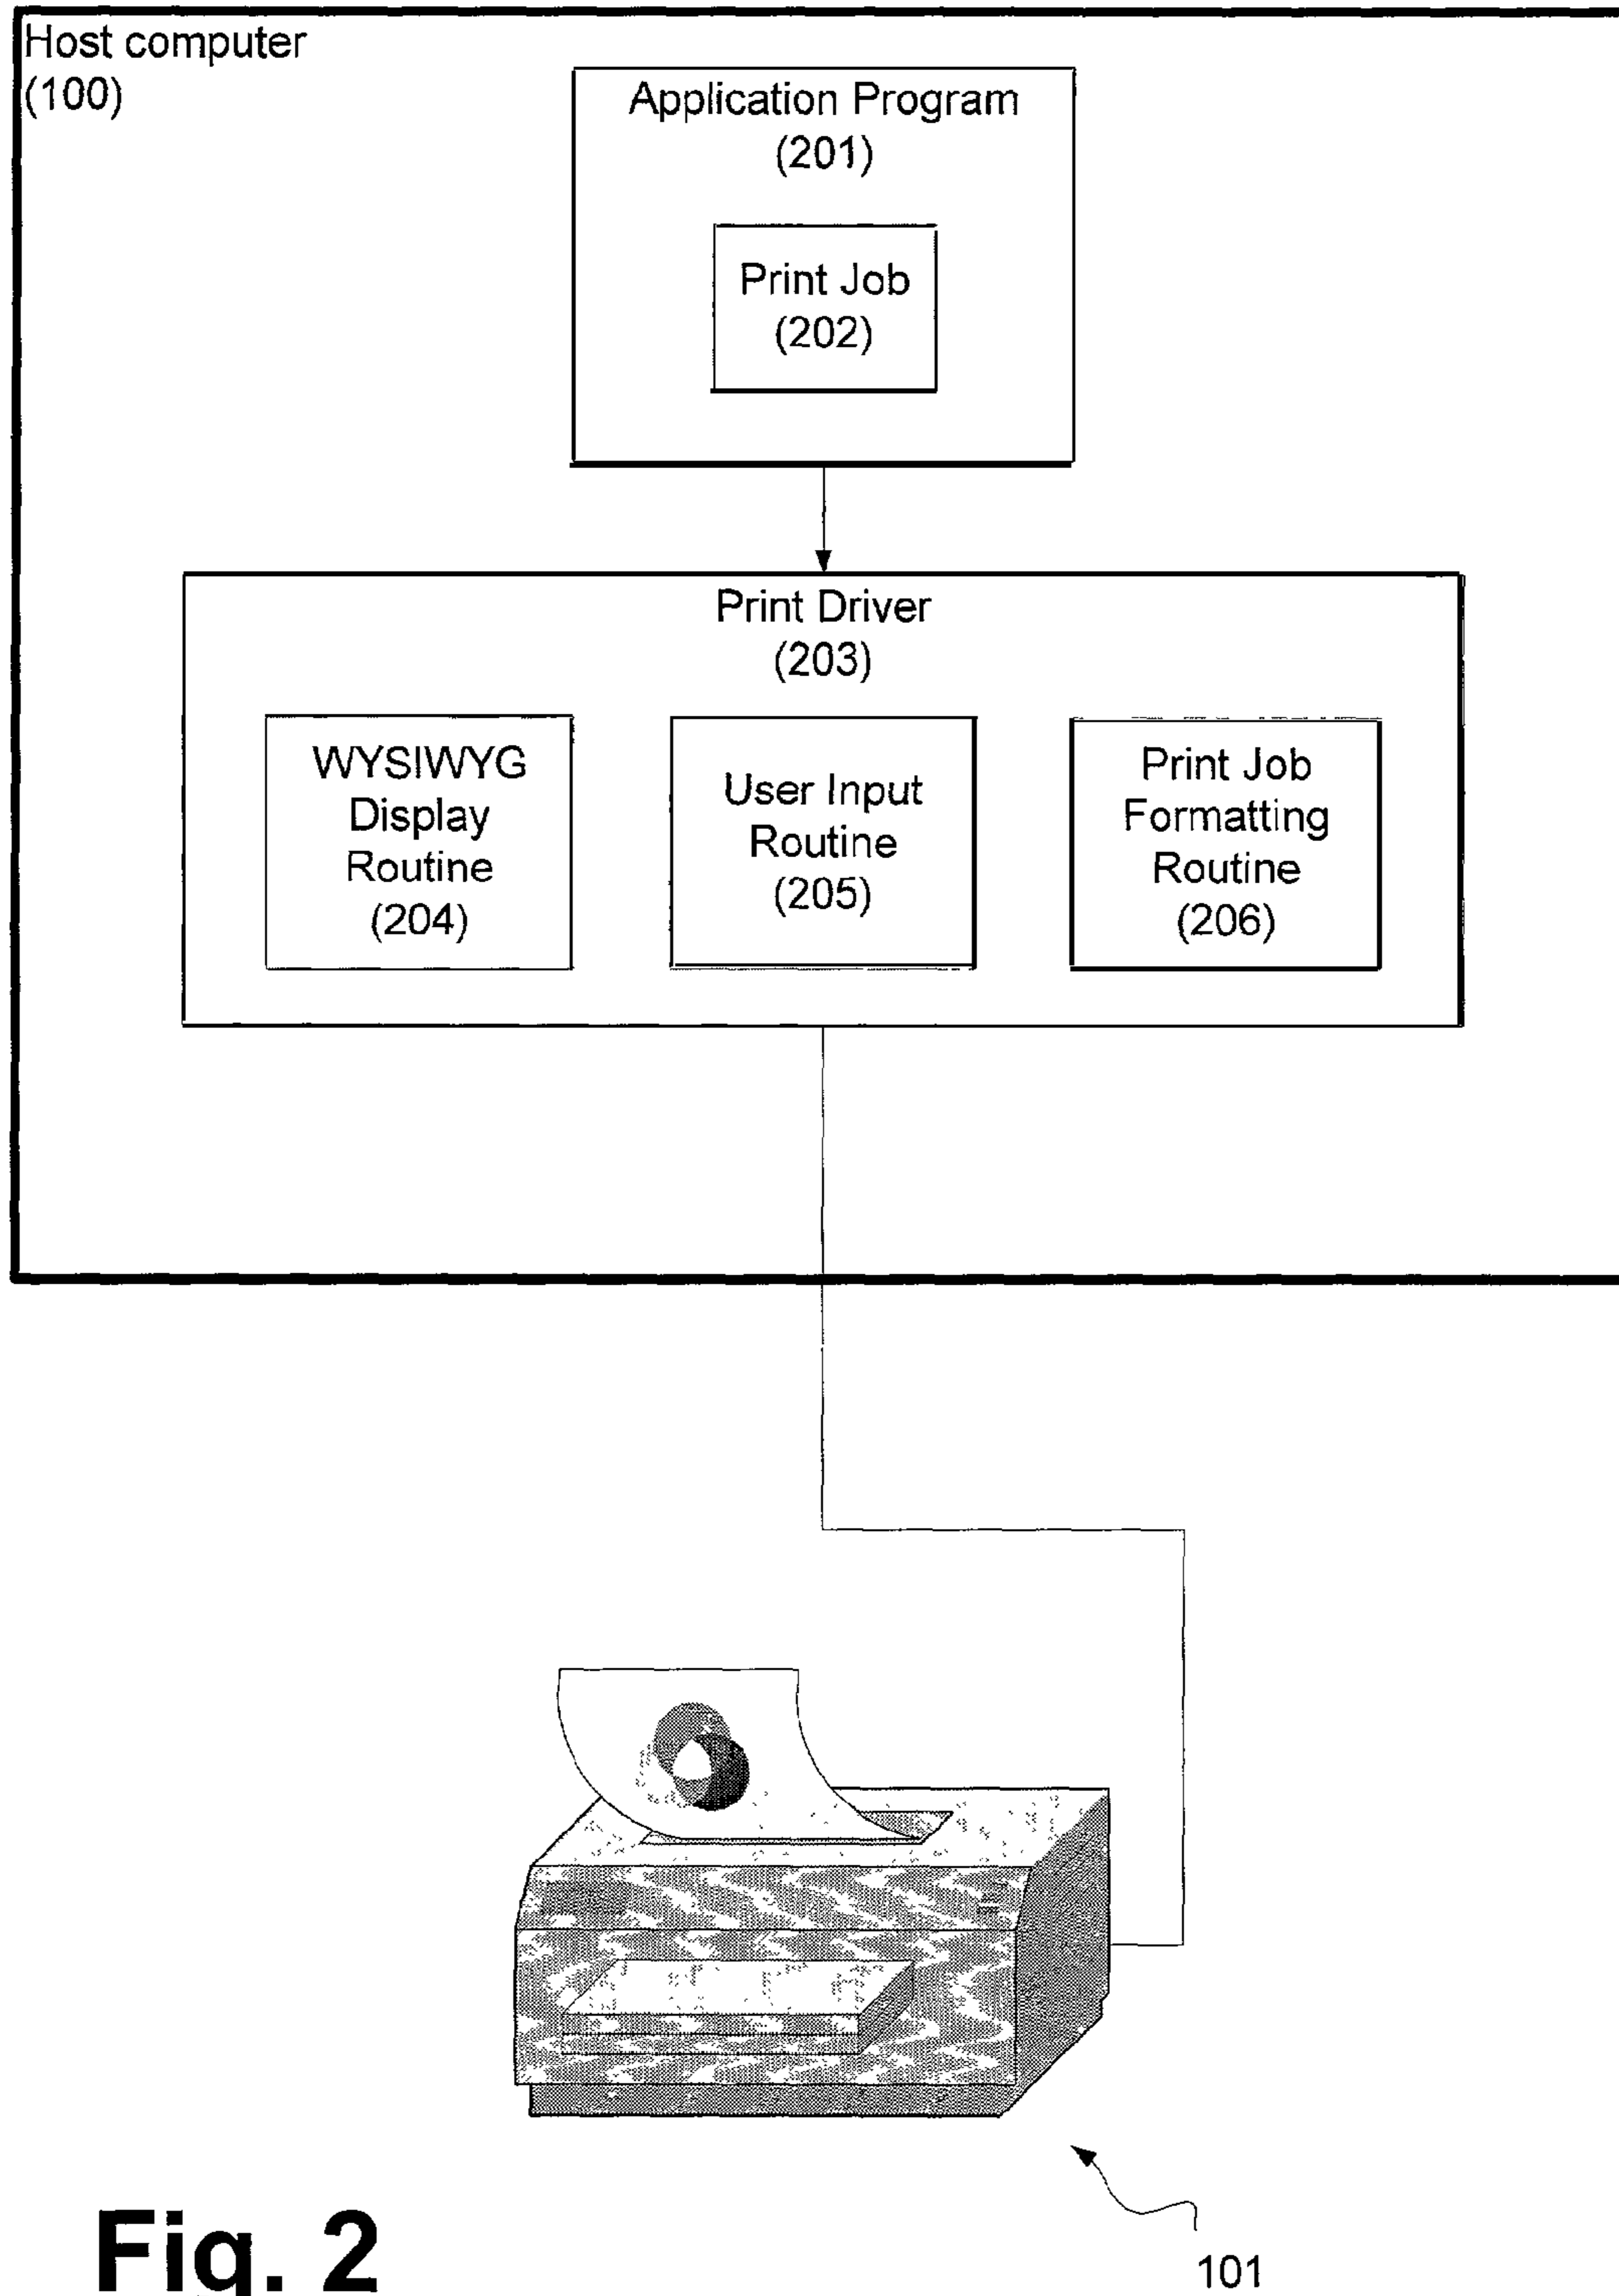 Host computer
(100)
Application Program
(201)
Print Job
(202)
Print Driver
(203)
WYSIWYG
Display
Routine
(204)
User Input
Routine
(205)
Print Job
Formatting
Routine
(206)
101
Fig. 2